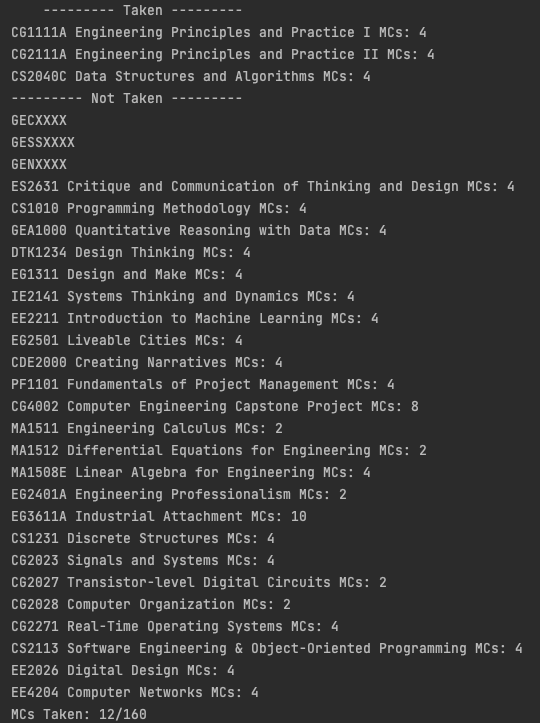 --------- Taken ---------
CG1111A Engineering Principles and Practice I MCs: 4
CG2111A Engineering Principles and Practice II MCs: 4
CS2040C Data Structures and Algorithms MCs: 4
--------- Not Taken ---------
GECXXXX
GESSXXXX
GENXXXX
ES2631 Critique and Communication of Thinking and Design MCs: 4
CS1010 Programming Methodology MCs: 4
GEA1000 Quantitative Reasoning with Data MCs: 4
DTK1234 Design Thinking MCs: 4
EG1311 Design and Make MCs: 4
IE2141 Systems Thinking and Dynamics MCs: 4
EE2211 Introduction to Machine Learning MCs: 4
EG2501 Liveable Cities MCs: 4
CDE2000 Creating Narratives MCs: 4
PF1101 Fundamentals of Project Management MCs: 4
CG4002 Computer Engineering Capstone Project MCs: 8
MA1511 Engineering Calculus MCs: 2
MA1512 Differential Equations for Engineering MCs: 2
MA1508E Linear Algebra for Engineering MCs: 4
EG2401A Engineering Professionalism MCs: 2
EG3611A Industrial Attachment MCs: 10
CS1231 Discrete Structures MCs: 4
CG2023 Signals and Systems MCs: 4
CG2027 Transistor-level Digital Circuits MCs: 2
CG2028 Computer Organization MCs: 2
CG2271 Real-Time Operating Systems MCs: 4
CS2113 Software Engineering & Object-Oriented Programming MCs: 4
EE2026 Digital Design MCs: 4
EE4204 Computer Networks MCs: 4
MCs Taken: 12/160